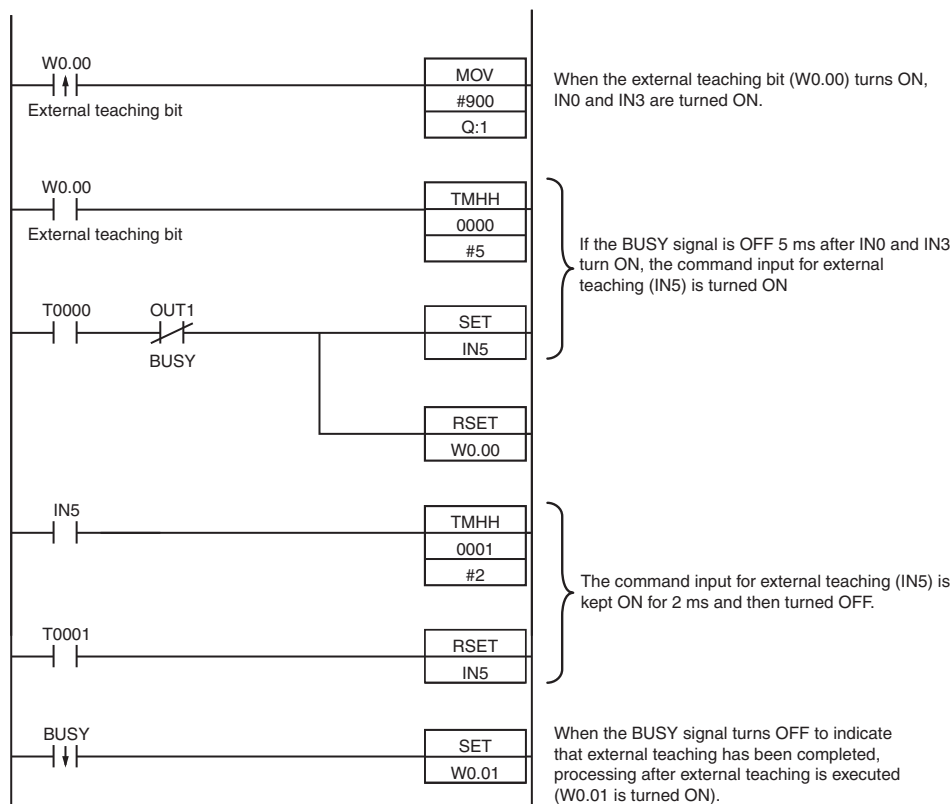 W0.00
External teaching bit
MOV
#900
Q:1
When the external teaching bit (W0.00) turns ON,
IN0 and IN3 are turned ON.
W0.00
External teaching bit
TMHH
0000
#5
If the BUSY signal is OFF 5 ms after IN0 and IN3
turn ON, the command input for external
teaching (IN5) is turned ON
T0000
OUT1
BUSY
SET
IN5
RSET
W0.00
IN5
TMHH
0001
#2
The command input for external teaching (IN5) is
kept ON for 2 ms and then turned OFF.
T0001
RSET
IN5
BUSY
SET
W0.01
When the BUSY signal turns OFF to indicate
that external teaching has been completed,
processing after external teaching is executed
(W0.01 is turned ON).